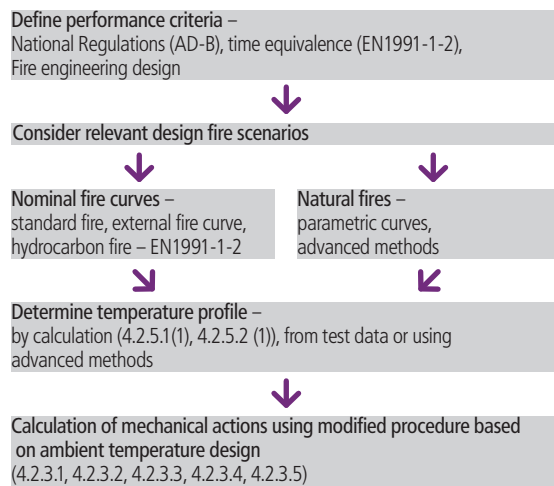 Define performance criteria –
National Regulations (AD-B), time equivalence (EN1991-1-2),
Fire engineering design
Consider relevant design fire scenarios
Nominal fire curves –
standard fire, external fire curve,
hydrocarbon fire – EN1991-1-2
Natural fires –
parametric curves,
advanced methods
Determine temperature profile –
by calculation (4.2.5.1(1), 4.2.5.2 (1)), from test data or using
advanced methods
Calculation of mechanical actions using modified procedure based
on ambient temperature design
(4.2.3.1, 4.2.3.2, 4.2.3.3, 4.2.3.4, 4.2.3.5)